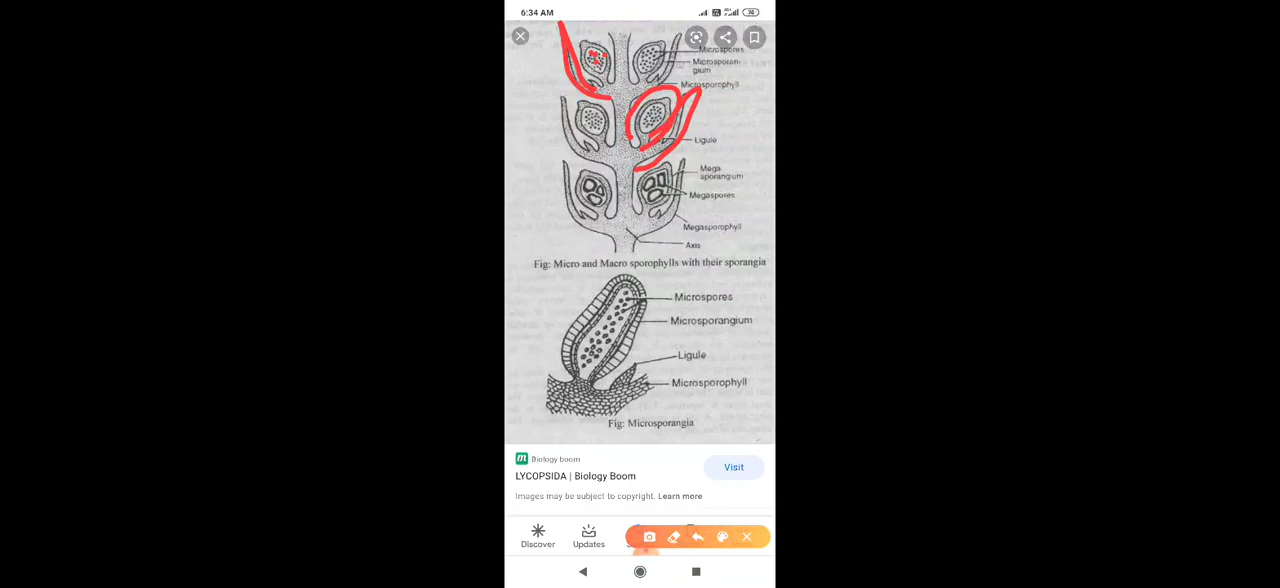 6:34 AM
74
Microspores
Microsporan-
gium
Microsporophyll
Ligule
Mega
sporangium
Megaspores
Megasporophyll
Axis
Fig: Micro and Macro sporophylls with their sporangia
Microspores
Microsporangium
Ligule
Microsporophyll
Fig: Microsporangia
m Biology boom
Visit
LYCOPSIDA | Biology Boom
Images may be subject to copyright. Learn more
Discover
Updates